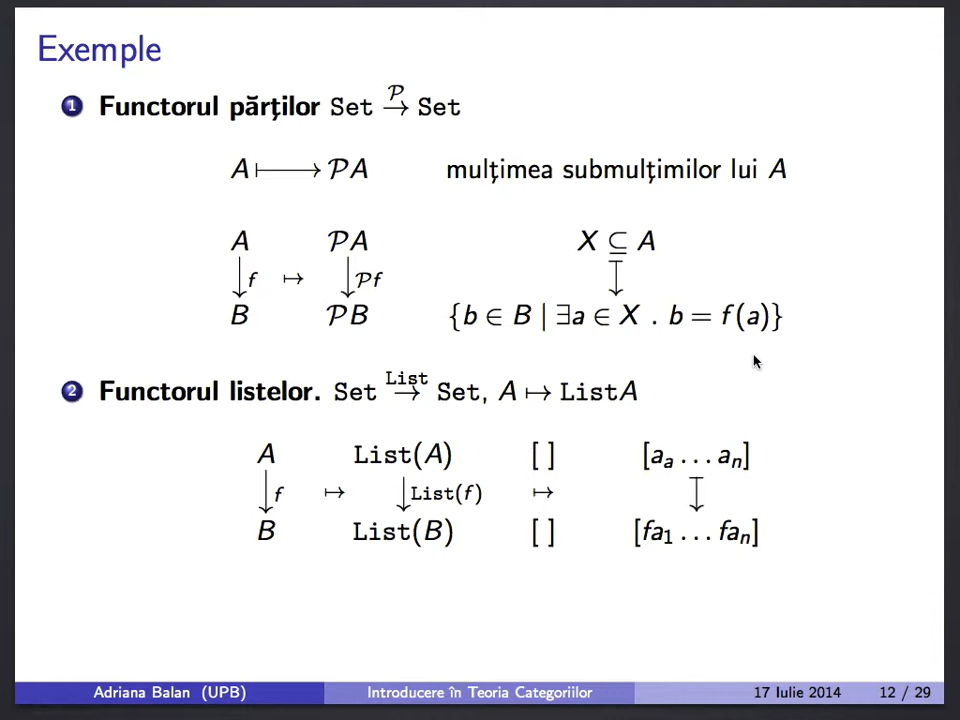 Exemple
1 Functorul părţilor Set →𝒫 Set
A ⟼ 𝒫A mulţimea submulţimilor lui A
A 𝒫A X ⊆ A
↓f ↦ ↓𝒫f ↧
B 𝒫B {b ∈ B | ∃a ∈ X . b = f(a)}
2 Functorul listelor. Set →List Set, A ↦ ListA
A List(A) [ ] [aₐ … aₙ]
↓f ↦ ↓List(f) ↦ ↧
B List(B) [ ] [fa₁ … faₙ]
Adriana Balan (UPB) Introducere în Teoria Categoriilor 17 Iulie 2014 12 / 29